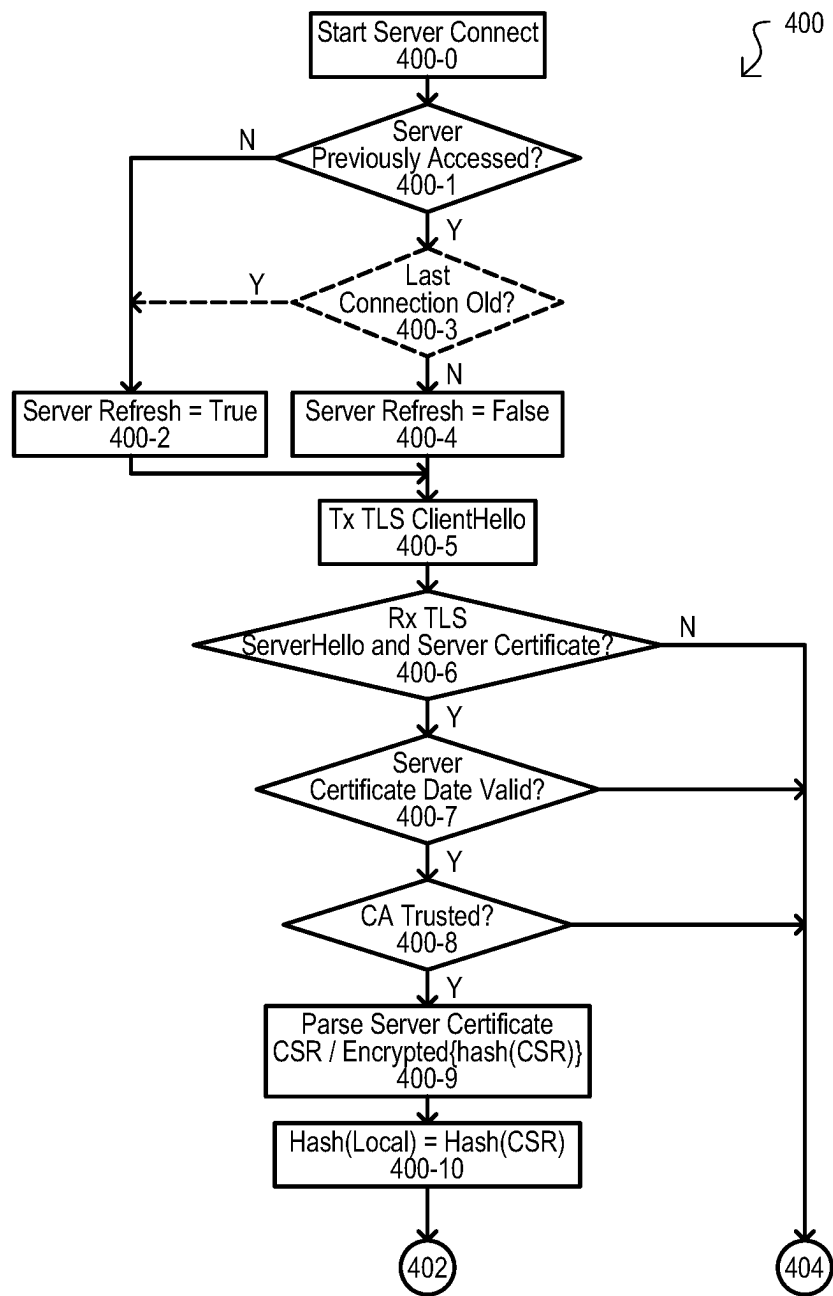 Start Server Connect
400-0
400
Server
Previously Accessed?
400-1
N
Y
Last
Connection Old?
400-3
Y
N
Server Refresh = True
400-2
Server Refresh = False
400-4
Tx TLS ClientHello
400-5
Rx TLS
ServerHello and Server Certificate?
400-6
N
Y
Server
Certificate Date Valid?
400-7
Y
CA Trusted?
400-8
Y
Parse Server Certificate
CSR / Encrypted{hash(CSR)}
400-9
Hash(Local) = Hash(CSR)
400-10
402
404